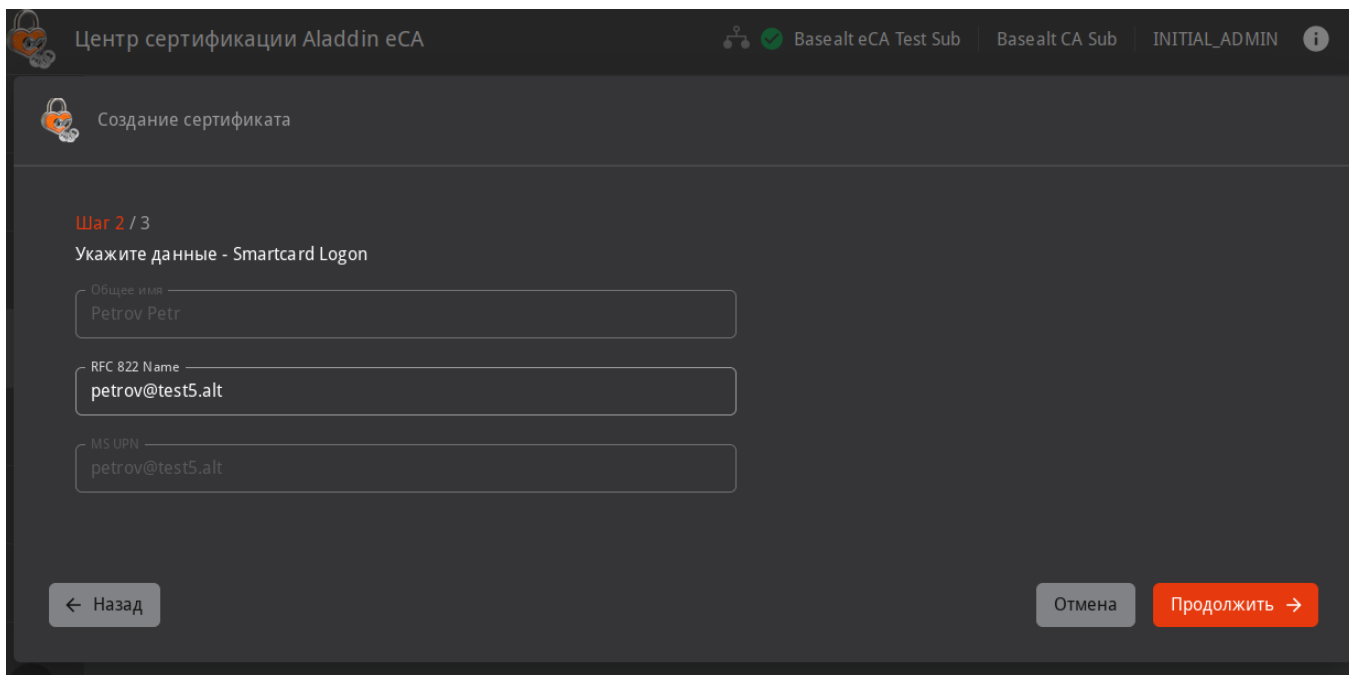 Центр сертификации Aladdin eCA
Basealt eCA Test Sub
Basealt CA Sub
INITIAL_ADMIN
Создание сертификата
Шаг 2 / 3
Укажите данные - Smartcard Logon
Общее имя
Petrov Petr
RFC 822 Name
petrov@test5.alt
MS UPN
petrov@test5.alt
Назад
Отмена
Продолжить